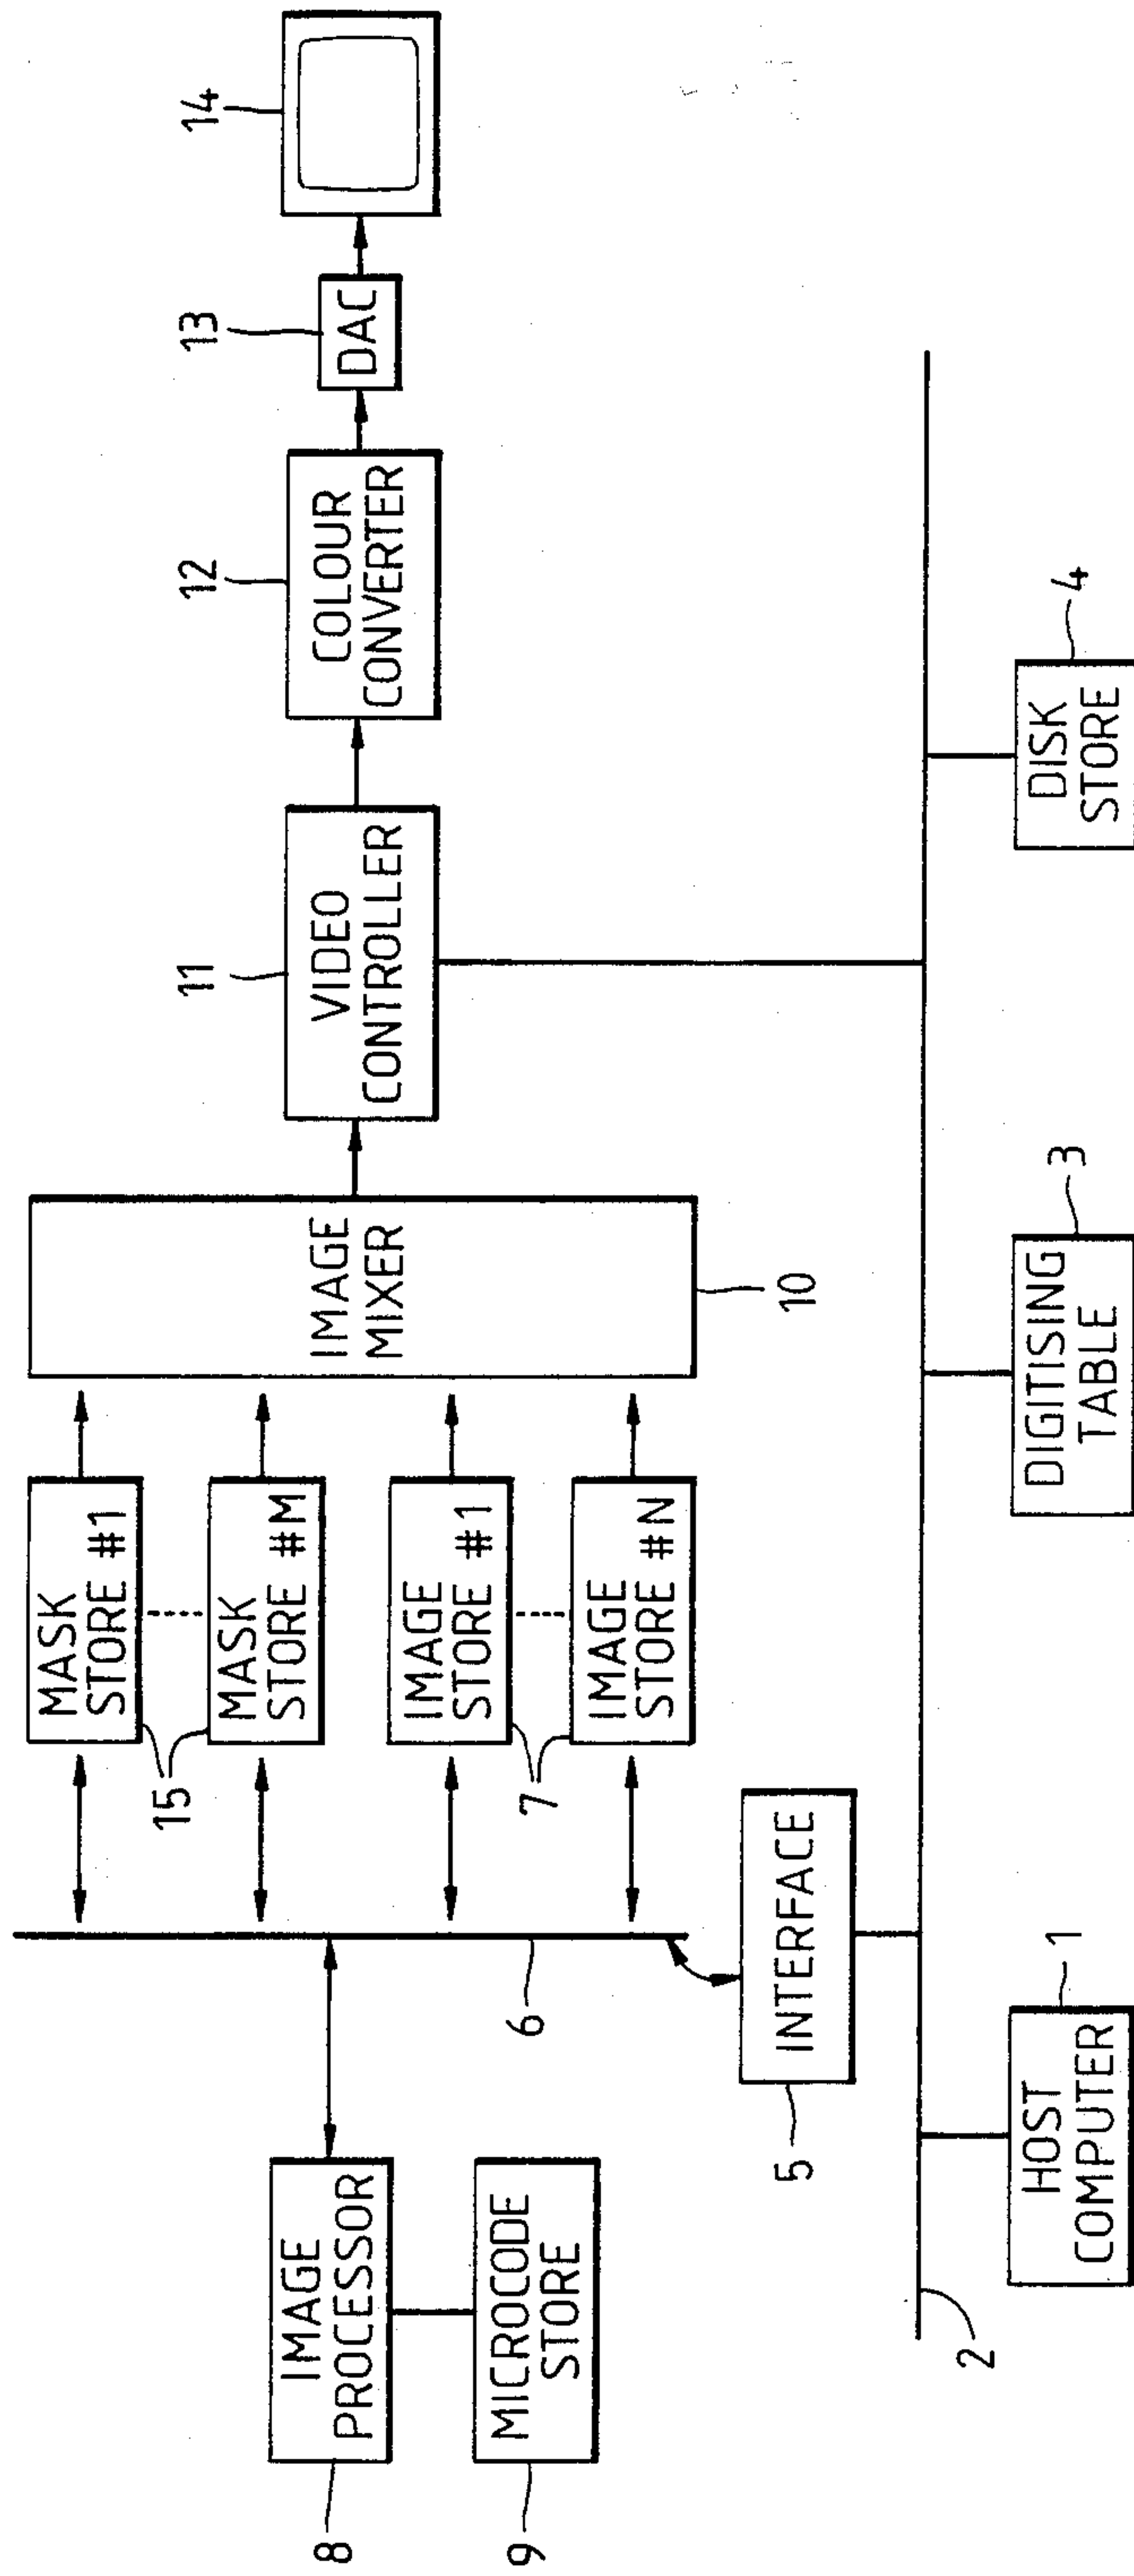 8
IMAGE
PROCESSOR
9
MICROCODE
STORE
6
15
MASK
STORE #1
MASK
STORE #M
7
IMAGE
STORE #1
IMAGE
STORE #N
IMAGE
MIXER
10
11
VIDEO
CONTROLLER
12
COLOUR
CONVERTER
13
DAC
14
5
INTERFACE
2
HOST
COMPUTER
1
DIGITISING
TABLE
3
DISK
STORE
4